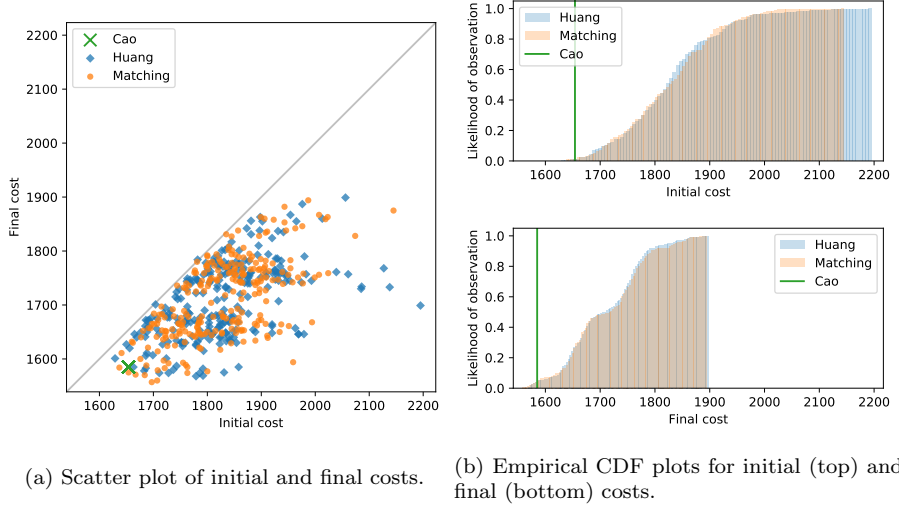 2200
2100
2000
1900
1800
1700
1600
Final cost
Cao
Huang
Matching
1600 1700 1800 1900 2000 2100 2200
Initial cost
(a) Scatter plot of initial and final costs.
1.0
0.8
0.6
0.4
0.2
0.0
Likelihood of observation
Huang
Matching
Cao
1600 1700 1800 1900 2000 2100 2200
Initial cost
1.0
0.8
0.6
0.4
0.2
0.0
Likelihood of observation
Huang
Matching
Cao
1600 1700 1800 1900 2000 2100 2200
Final cost
(b) Empirical CDF plots for initial (top) and
final (bottom) costs.